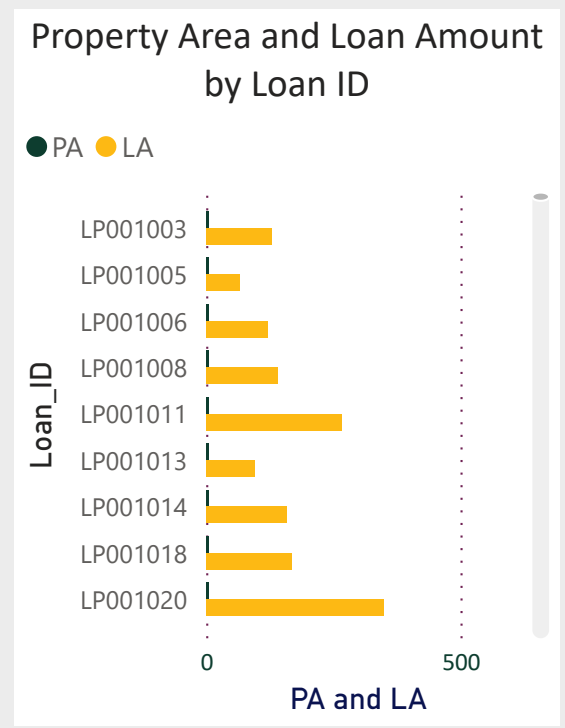 Property Area and Loan Amount
by Loan ID
PA LA
LP001003
LP001005
LP001006
LP001008
LP001011
LP001013
LP001014
LP001018
LP001020
Loan_ID
0 500
PA and LA